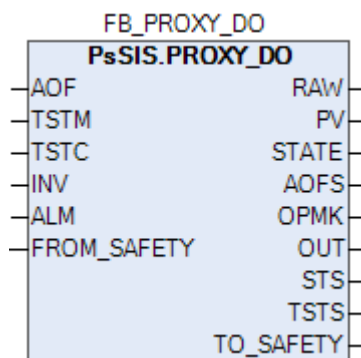 FB_PROXY_DO
PsSIS.PROXY_DO
AOF RAW
TSTM PV
TSTC STATE
INV AOFS
ALM OPMK
FROM_SAFETY OUT
STS
TSTS
TO_SAFETY